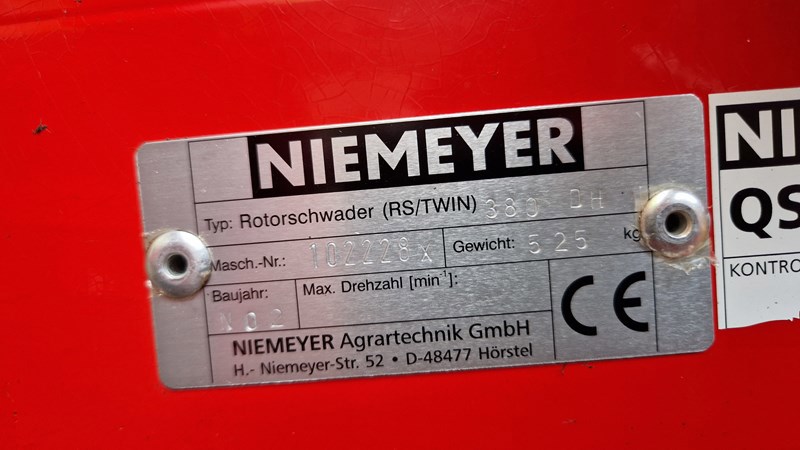 NIEMEYER
Typ: Rotorschwader (RS/TWIN) 380 DH
Masch.-Nr.: 102228x Gewicht: 525 kg
Baujahr: N02 Max. Drehzahl [min⁻¹]:
NIEMEYER Agrartechnik GmbH
H.- Niemeyer-Str. 52 • D-48477 Hörstel
CE
NI
QS
KONTRO